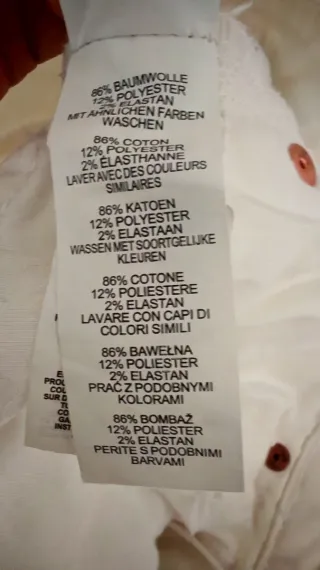 86% BAUMWOLLE
12% POLYESTER
2% ELASTAN
MIT ÄHNLICHEN FARBEN
WASCHEN
86% COTON
12% POLYESTER
2% ÉLASTHANNE
LAVER AVEC DES COULEURS
SIMILAIRES
86% KATOEN
12% POLYESTER
2% ELASTAAN
WASSEN MET SOORTGELIJKE
KLEUREN
86% COTONE
12% POLIESTERE
2% ELASTAN
LAVARE CON CAPI DI
COLORI SIMILI
86% BAWEŁNA
12% POLIESTER
2% ELASTAN
PRAĆ Z PODOBNYMI
KOLORAMI
86% BOMBAŽ
12% POLIESTER
2% ELASTAN
PERITE S PODOBNIMI
BARVAMI